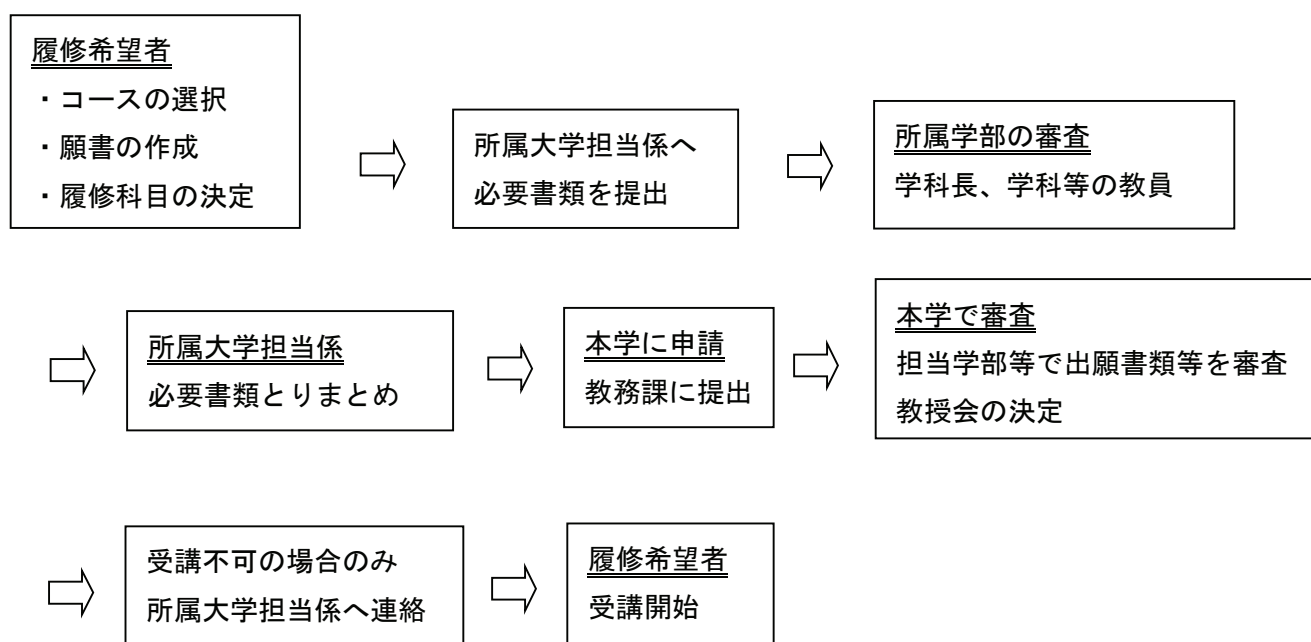 履修希望者
・コースの選択
・願書の作成
・履修科目の決定
所属大学担当係へ
必要書類を提出
所属学部の審査
学科長、学科等の教員
所属大学担当係
必要書類とりまとめ
本学に申請
教務課に提出
本学で審査
担当学部等で出願書類等を審査
教授会の決定
受講不可の場合のみ
所属大学担当係へ連絡
履修希望者
受講開始